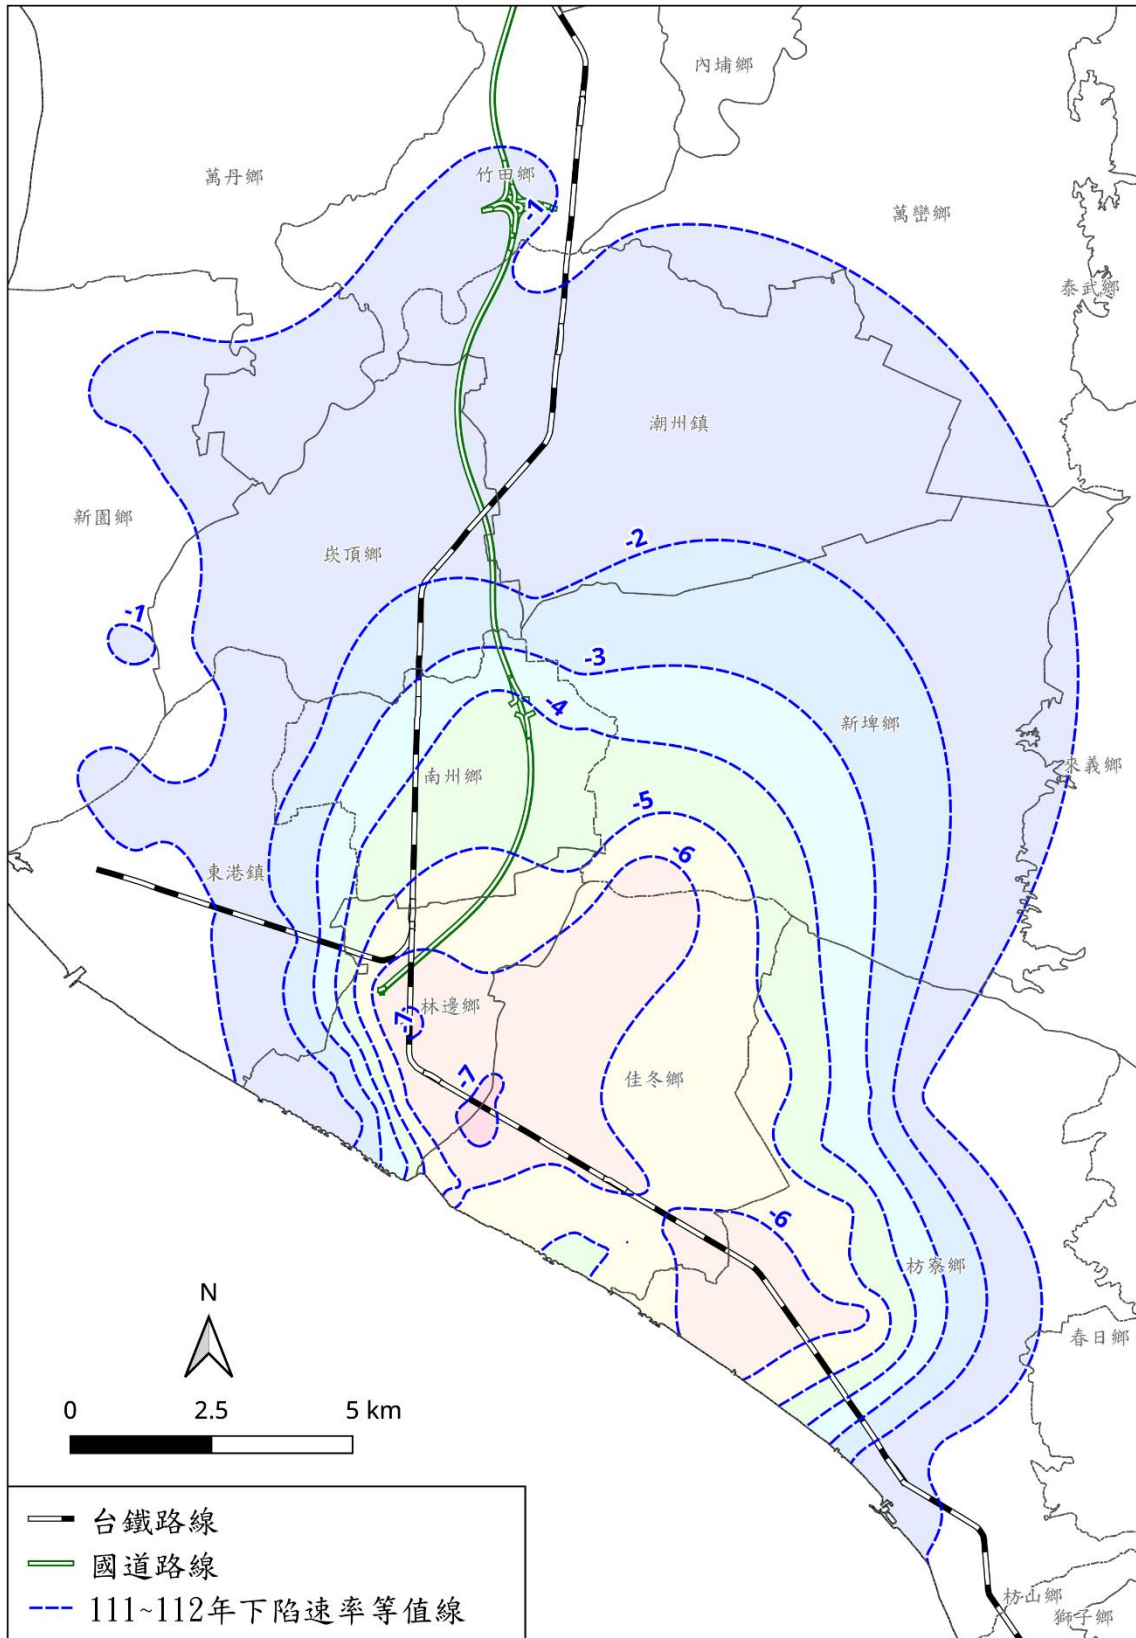 內埔鄉
竹田鄉
萬丹鄉
-1
萬巒鄉
泰武鄉
潮州鎮
新園鄉
崁頂鄉
-2
-1
-3
-4
新埤鄉
來義鄉
南州鄉
-5
-6
東港鎮
林邊鄉
-7
-7
佳冬鄉
-6
枋寮鄉
N
春日鄉
0 2.5 5 km
台鐵路線
國道路線
111~112年下陷速率等值線
枋山鄉
獅子鄉